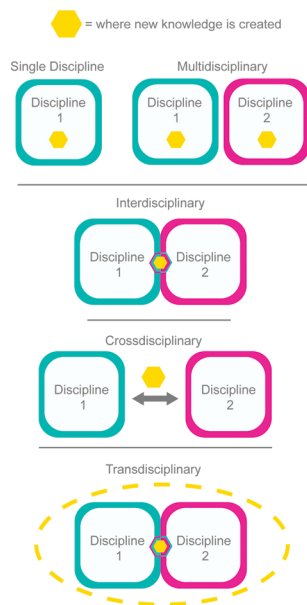 = where new knowledge is created
Single Discipline
Multidisciplinary
Discipline
1
Discipline
1
Discipline
2
Interdisciplinary
Discipline
1
Discipline
2
Crossdisciplinary
Discipline
1
Discipline
2
Transdisciplinary
Discipline
1
Discipline
2